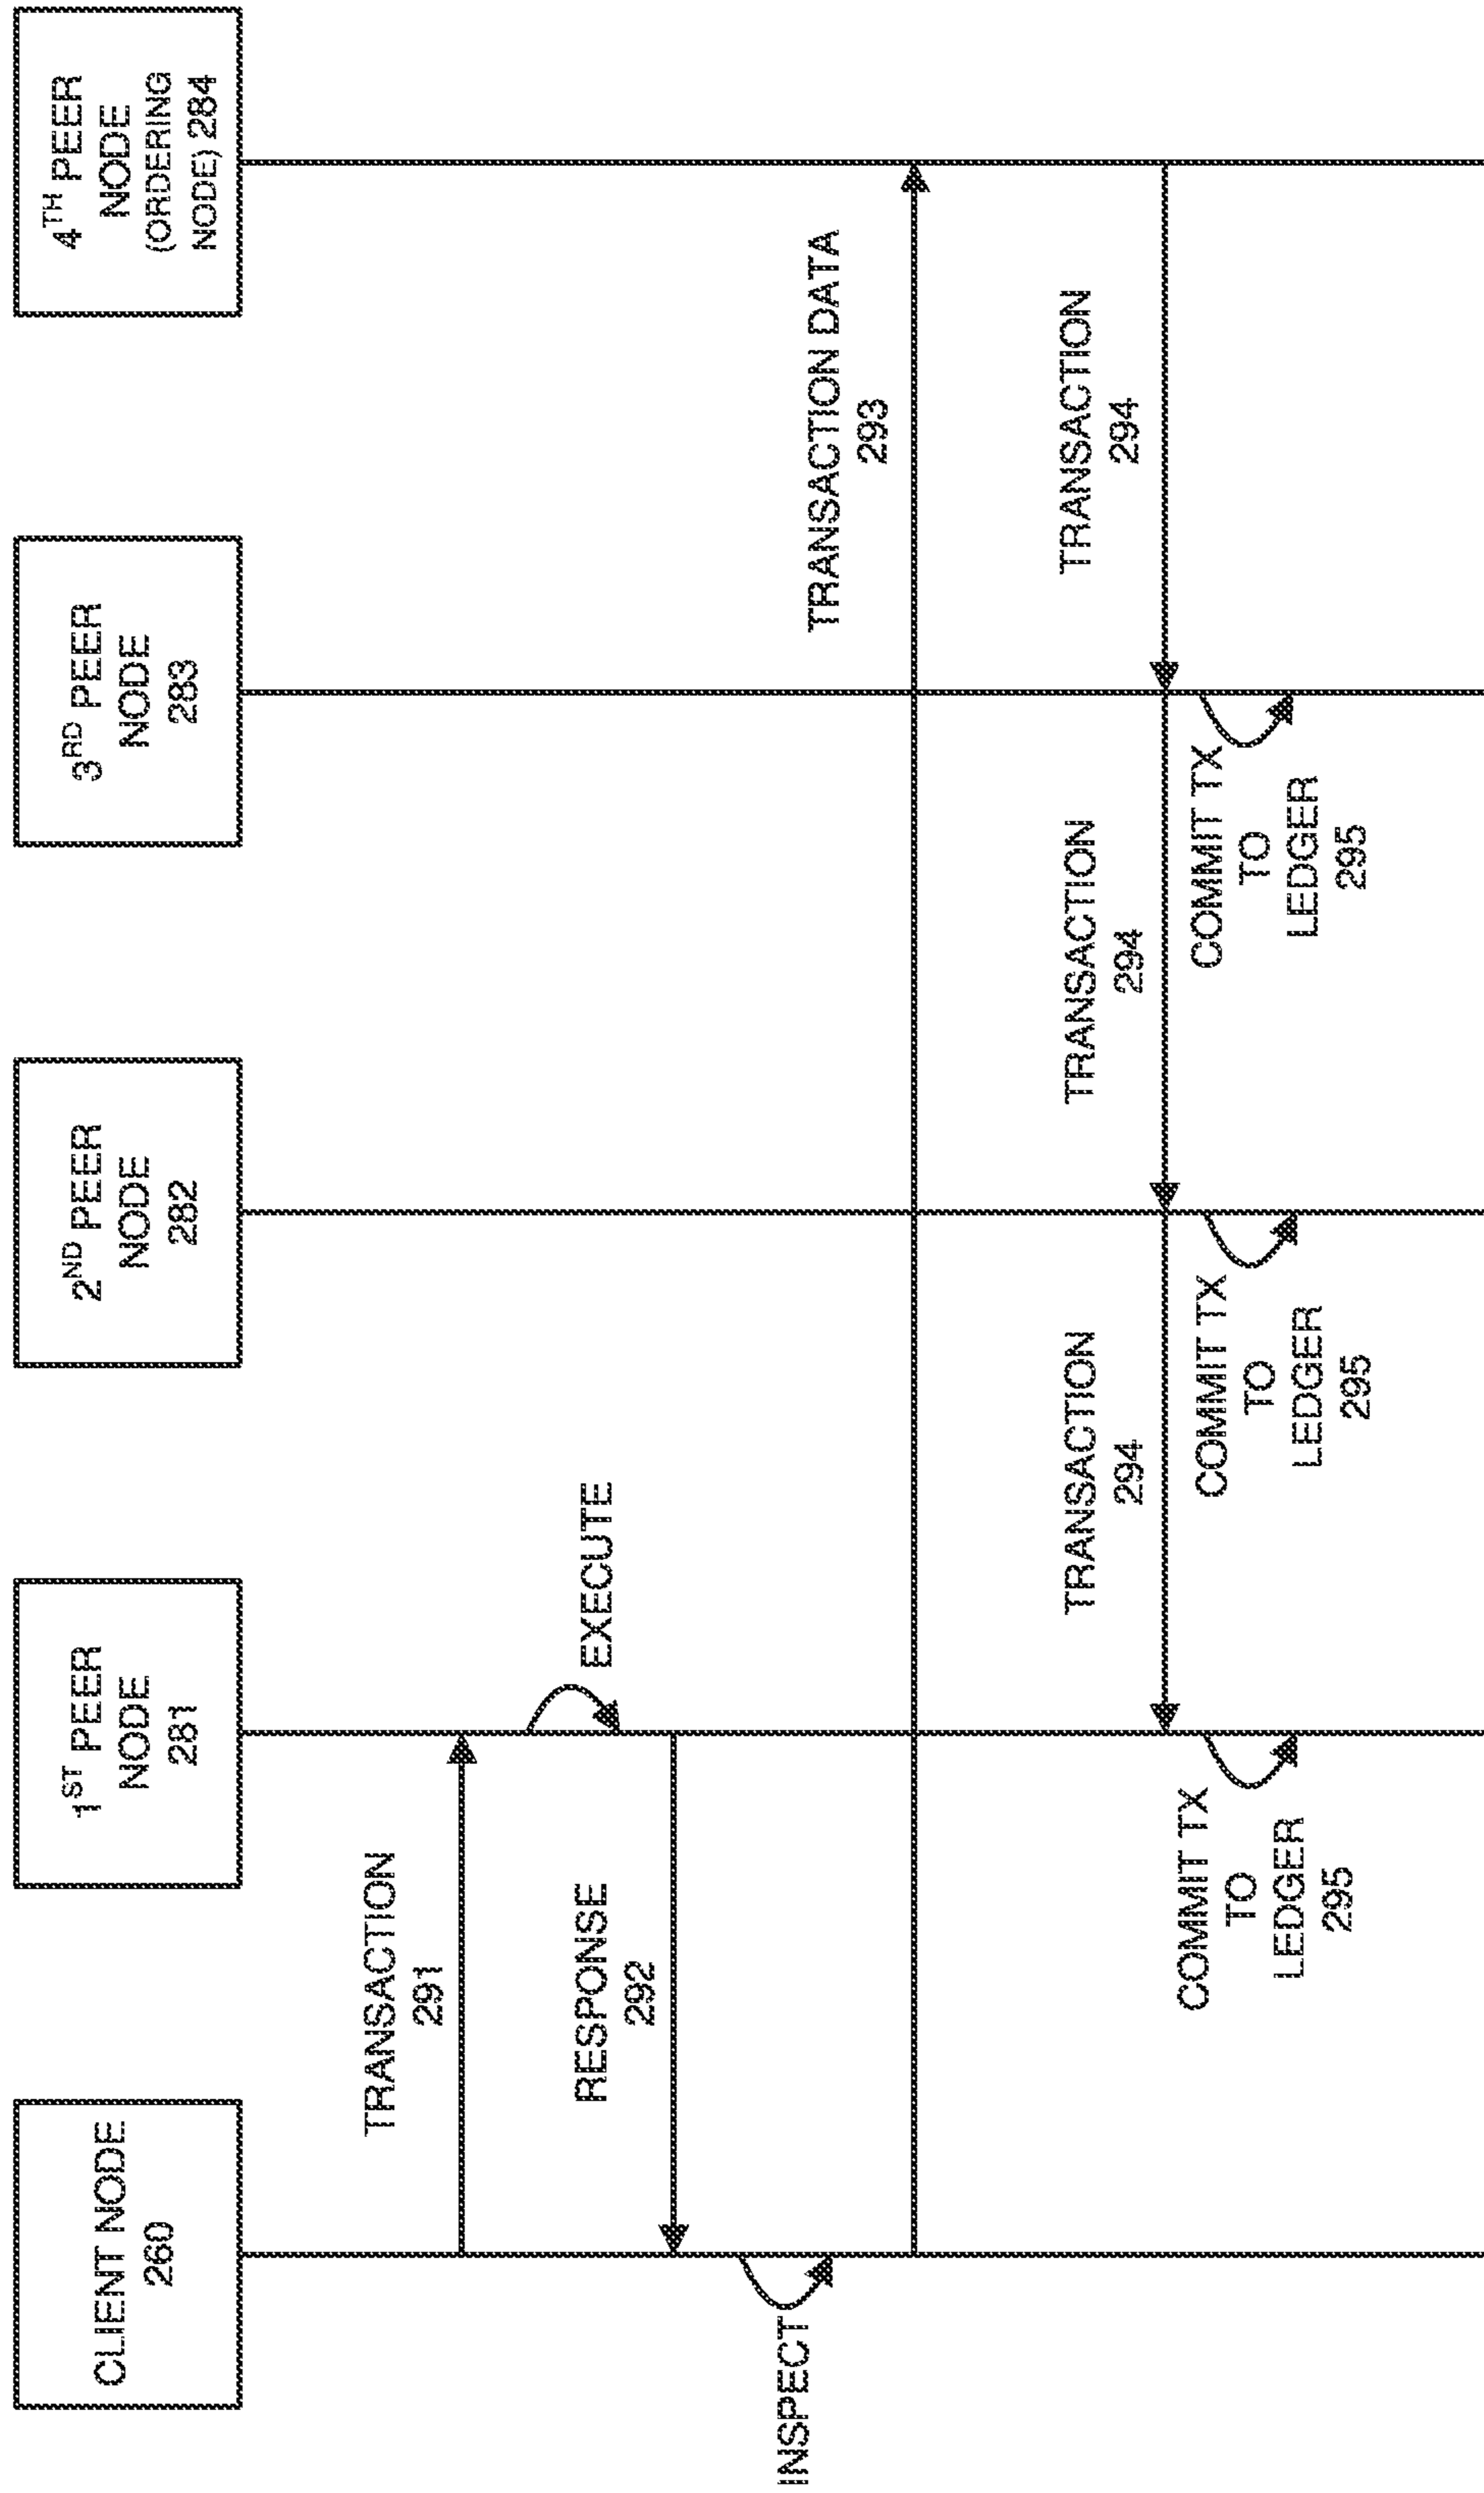 CLIENT NODE
260
1ST PEER
NODE
281
2ND PEER
NODE
282
3RD PEER
NODE
283
4TH PEER
NODE
(ORDERING
NODE) 284
TRANSACTION
291
EXECUTE
RESPONSE
292
INSPECT
TRANSACTION DATA
293
TRANSACTION
294
TRANSACTION
294
TRANSACTION
294
COMMIT TX
TO
LEDGER
295
COMMIT TX
TO
LEDGER
295
COMMIT TX
TO
LEDGER
295